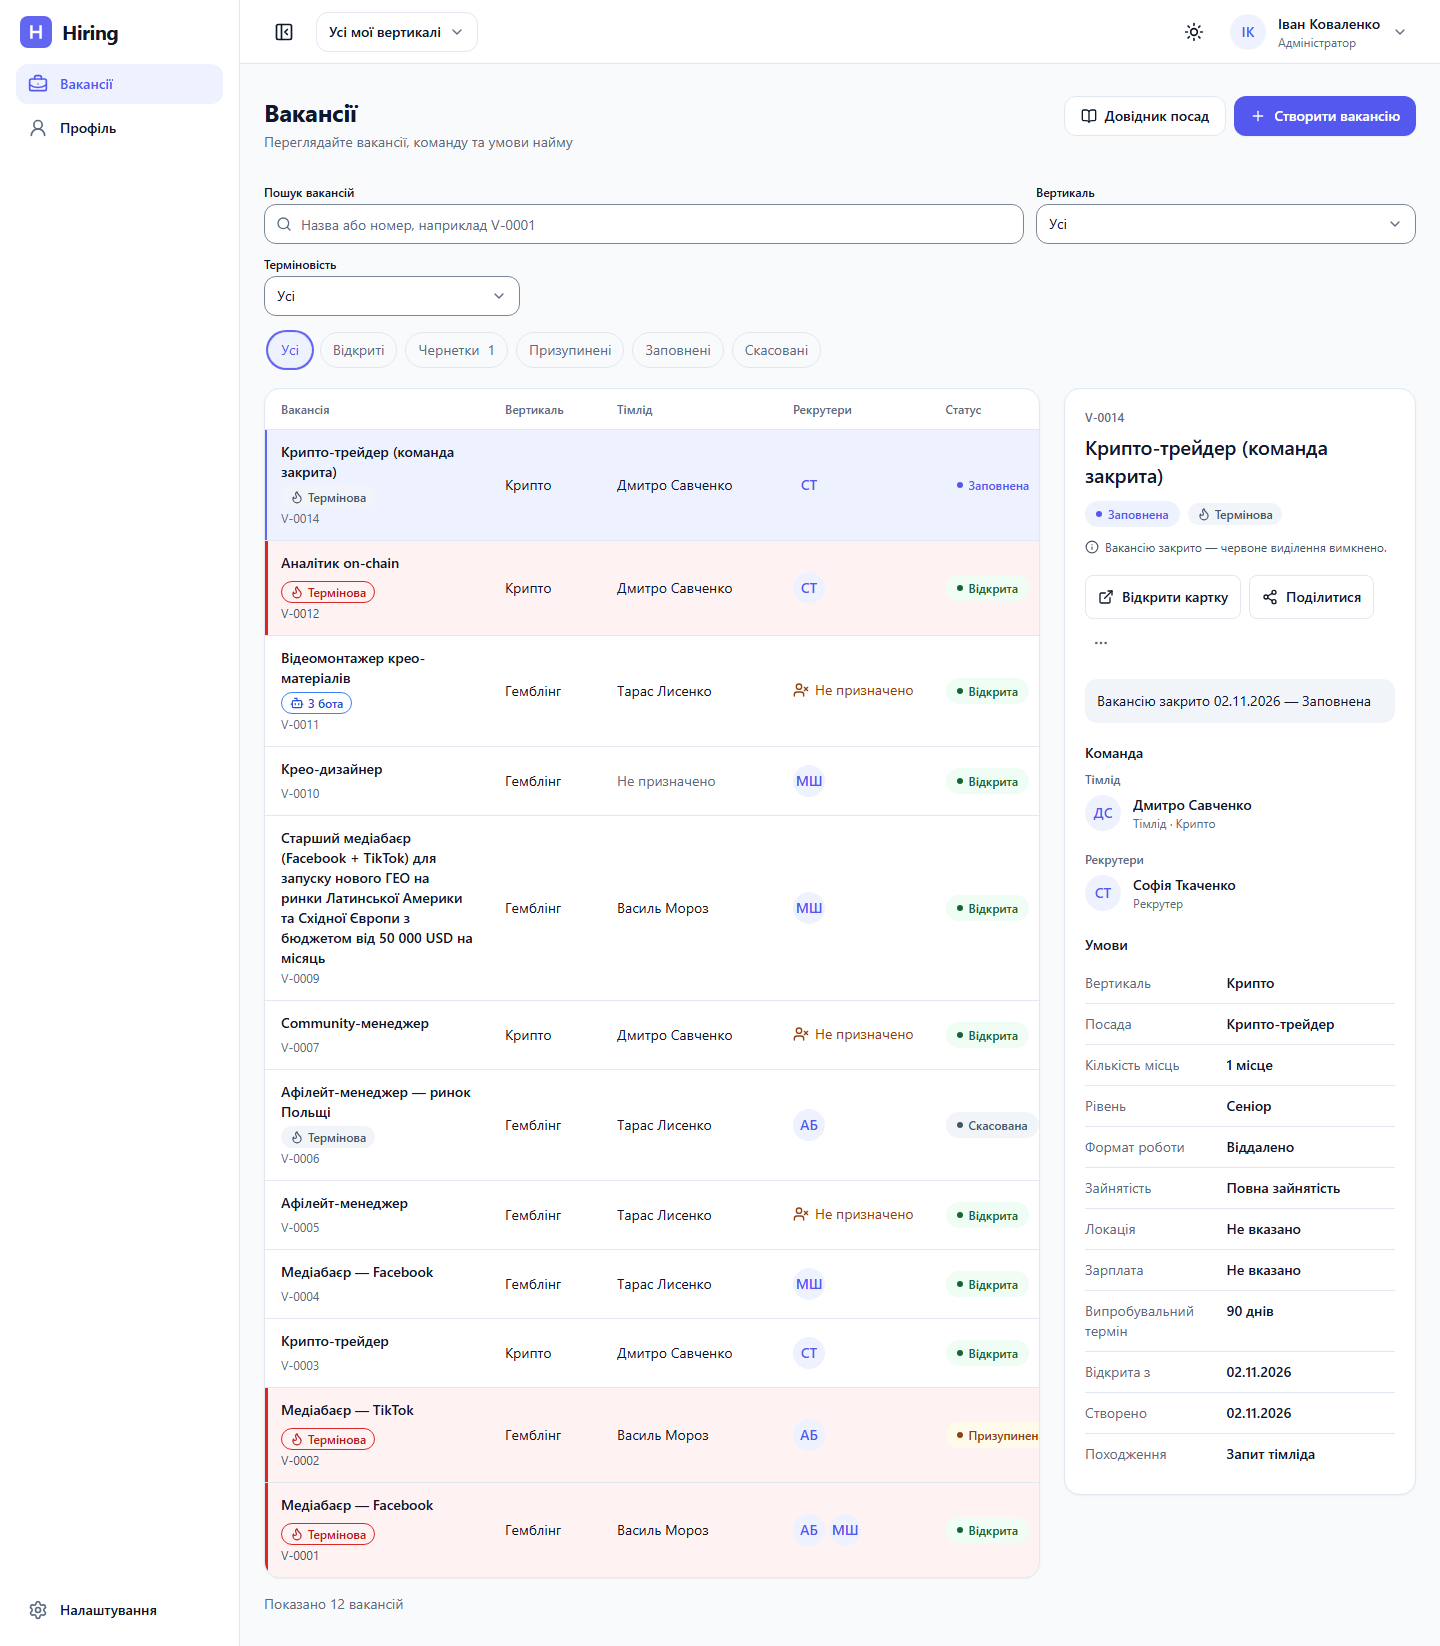 H Hiring
Усі мої вертикалі
ІК
Іван Коваленко
Адміністратор
Вакансії
Профіль
Налаштування
Вакансії
Переглядайте вакансії, команду та умови найму
Довідник посад
Створити вакансію
Пошук вакансій
Назва або номер, наприклад V-0001
Вертикаль
Усі
Терміновість
Усі
Усі
Відкриті
Чернетки 1
Призупинені
Заповнені
Скасовані
Вакансія Вертикаль Тімлід Рекрутери Статус
Крипто-трейдер (команда
закрита)
Термінова
V-0014
Крипто
Дмитро Савченко
СТ
Заповнена
Аналітик on-chain
Термінова
V-0012
Крипто
Дмитро Савченко
СТ
Відкрита
Відеомонтажер крео-
матеріалів
З бота
V-0011
Гемблінг
Тарас Лисенко
Не призначено
Відкрита
Крео-дизайнер
V-0010
Гемблінг
Не призначено
МШ
Відкрита
Старший медіабаєр
(Facebook + TikTok) для
запуску нового ГЕО на
ринки Латинської Америки
та Східної Європи з
бюджетом від 50 000 USD на
місяць
V-0009
Гемблінг
Василь Мороз
МШ
Відкрита
Community-менеджер
V-0007
Крипто
Дмитро Савченко
Не призначено
Відкрита
Афілейт-менеджер — ринок
Польщі
Термінова
V-0006
Гемблінг
Тарас Лисенко
АБ
Скасована
Афілейт-менеджер
V-0005
Гемблінг
Тарас Лисенко
Не призначено
Відкрита
Медіабаєр — Facebook
V-0004
Гемблінг
Тарас Лисенко
МШ
Відкрита
Крипто-трейдер
V-0003
Крипто
Дмитро Савченко
СТ
Відкрита
Медіабаєр — TikTok
Термінова
V-0002
Гемблінг
Василь Мороз
АБ
Призупинен
Медіабаєр — Facebook
Термінова
V-0001
Гемблінг
Василь Мороз
АБ МШ
Відкрита
Показано 12 вакансій
V-0014
Крипто-трейдер (команда
закрита)
Заповнена
Термінова
Вакансію закрито — червоне виділення вимкнено.
Відкрити картку
Поділитися
...
Вакансію закрито 02.11.2026 — Заповнена
Команда
Тімлід
ДС
Дмитро Савченко
Тімлід · Крипто
Рекрутери
СТ
Софія Ткаченко
Рекрутер
Умови
Вертикаль Крипто
Посада Крипто-трейдер
Кількість місць 1 місце
Рівень Сеніор
Формат роботи Віддалено
Зайнятість Повна зайнятість
Локація Не вказано
Зарплата Не вказано
Випробувальний 90 днів
термін
Відкрита з 02.11.2026
Створено 02.11.2026
Походження Запит тімліда